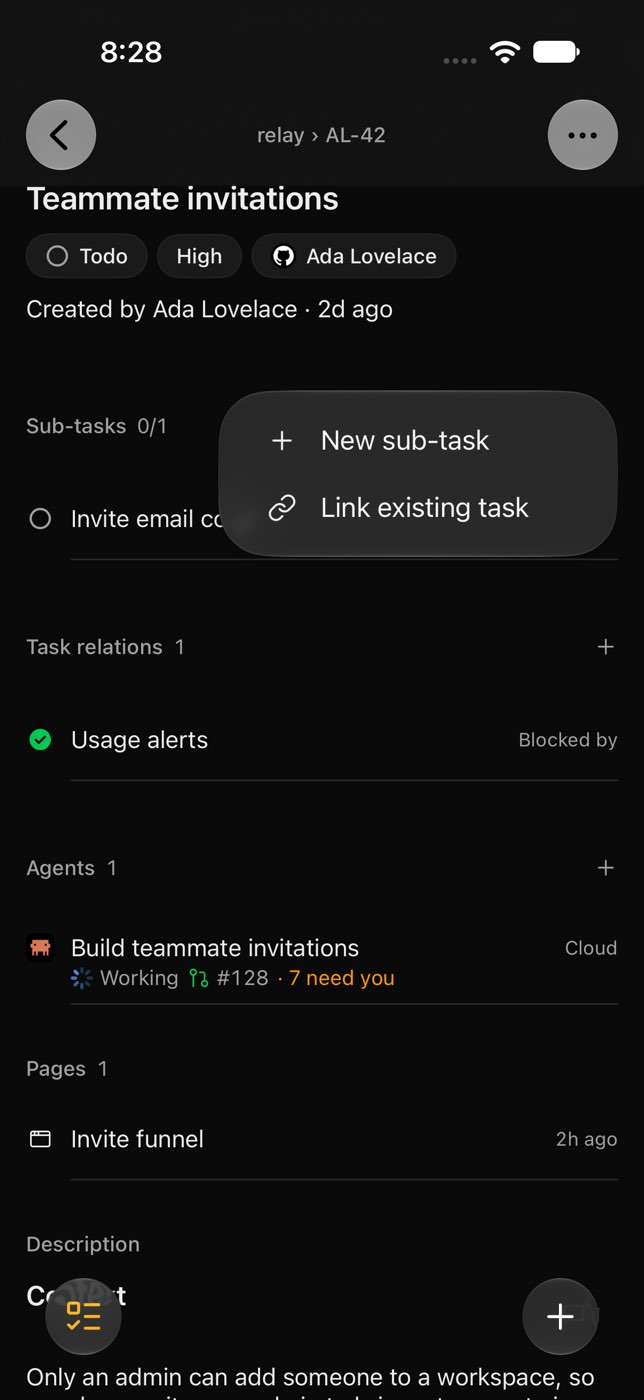 8:28
relay › AL-42
Teammate invitations
Todo
High
Ada Lovelace
Created by Ada Lovelace · 2d ago
Sub-tasks 0/1
New sub-task
Link existing task
Invite email
Task relations 1
Usage alerts
Blocked by
Agents 1
Build teammate invitations
Cloud
Working #128 · 7 need you
Pages 1
Invite funnel
2h ago
Description
Only an admin can add someone to a workspace, so